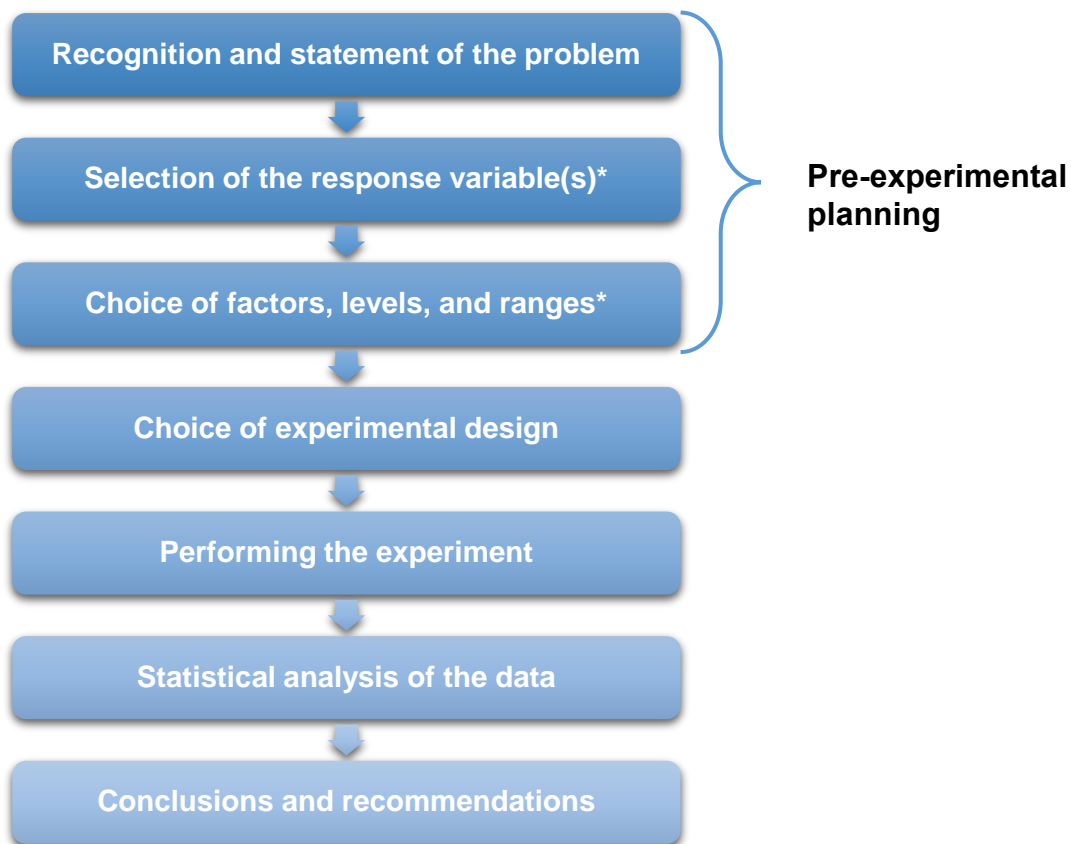 Recognition and statement of the problem
Selection of the response variable(s)*
Choice of factors, levels, and ranges*
Pre-experimental
planning
Choice of experimental design
Performing the experiment
Statistical analysis of the data
Conclusions and recommendations